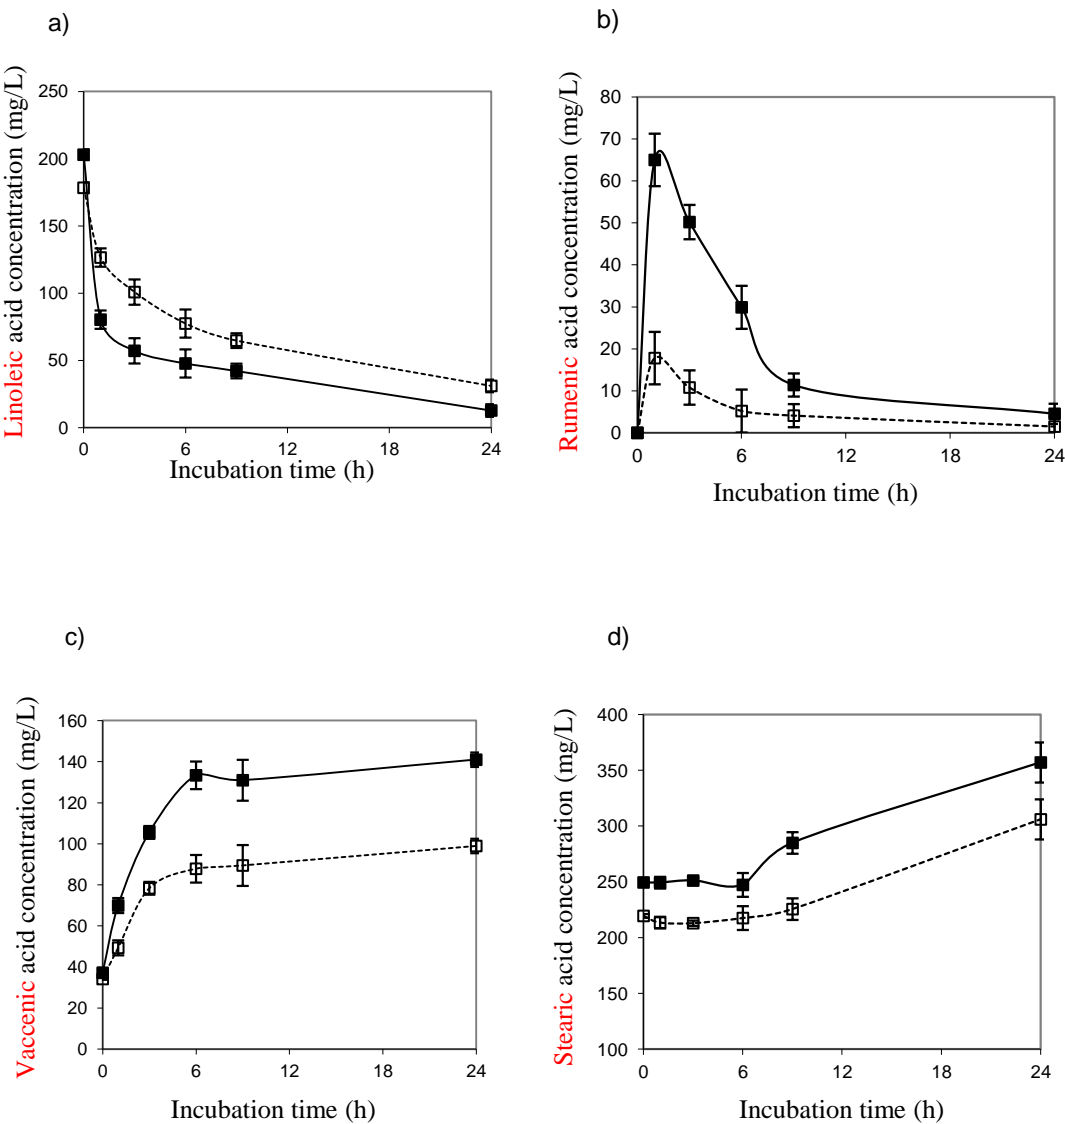 a)
Linoleic acid concentration (mg/L)
250
200
150
100
50
0
0 6 12 18 24
Incubation time (h)
b)
Rumenic acid concentration (mg/L)
80
70
60
50
40
30
20
10
0
0 6 12 18 24
Incubation time (h)
c)
Vaccenic acid concentration (mg/L)
160
140
120
100
80
60
40
20
0
0 6 12 18 24
Incubation time (h)
d)
Stearic acid concentration (mg/L)
400
350
300
250
200
150
100
0 6 12 18 24
Incubation time (h)